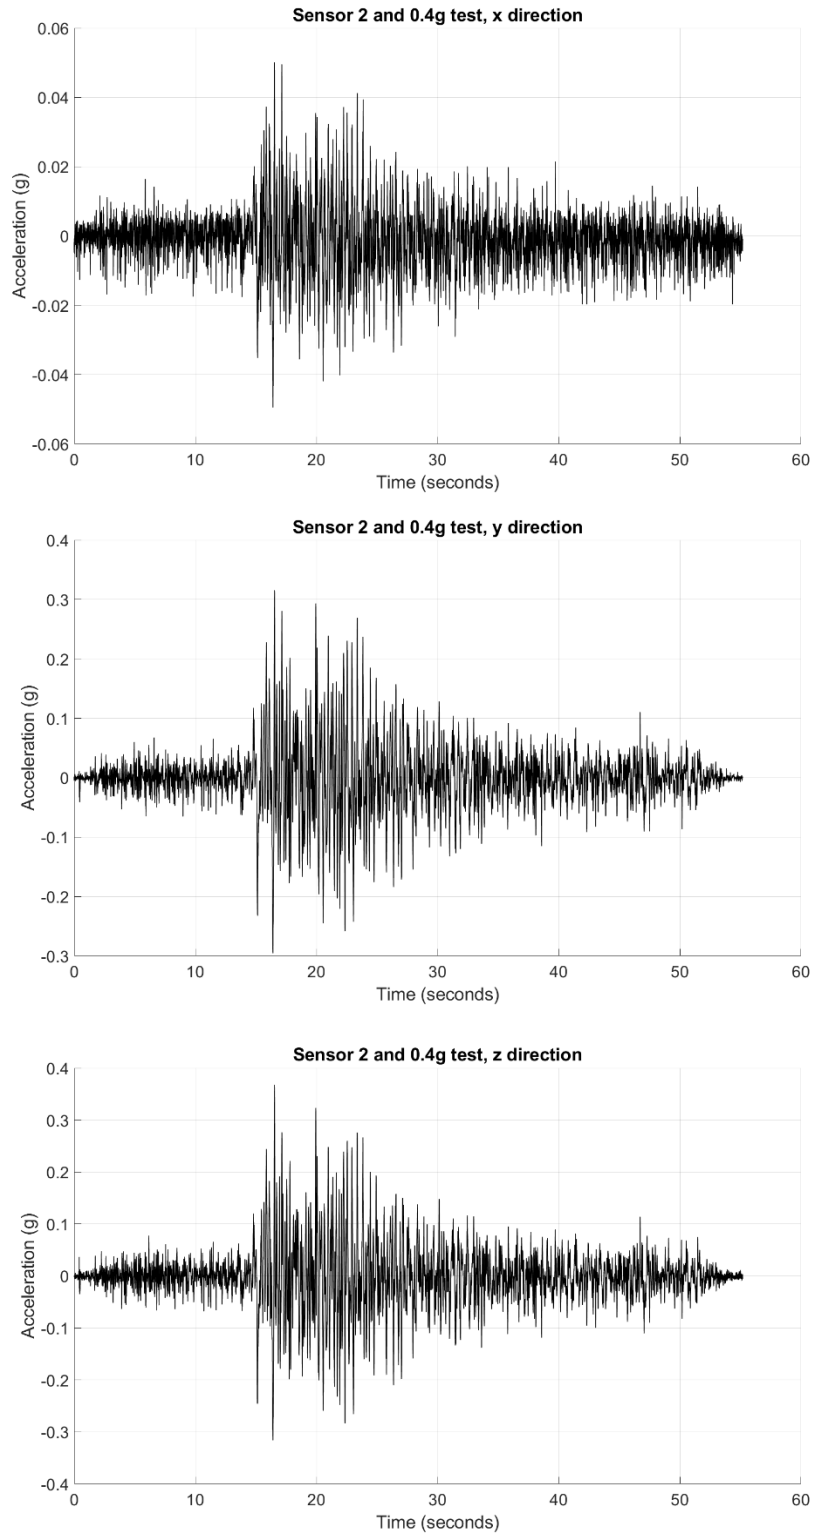 Sensor 2 and 0.4g test, x direction
0.06
0.04
0.02
0
-0.02
-0.04
-0.06
Acceleration (g)
0 10 20 30 40 50 60
Time (seconds)
Sensor 2 and 0.4g test, y direction
0.4
0.3
0.2
0.1
0
-0.1
-0.2
-0.3
Acceleration (g)
0 10 20 30 40 50 60
Time (seconds)
Sensor 2 and 0.4g test, z direction
0.4
0.3
0.2
0.1
0
-0.1
-0.2
-0.3
-0.4
Acceleration (g)
0 10 20 30 40 50 60
Time (seconds)